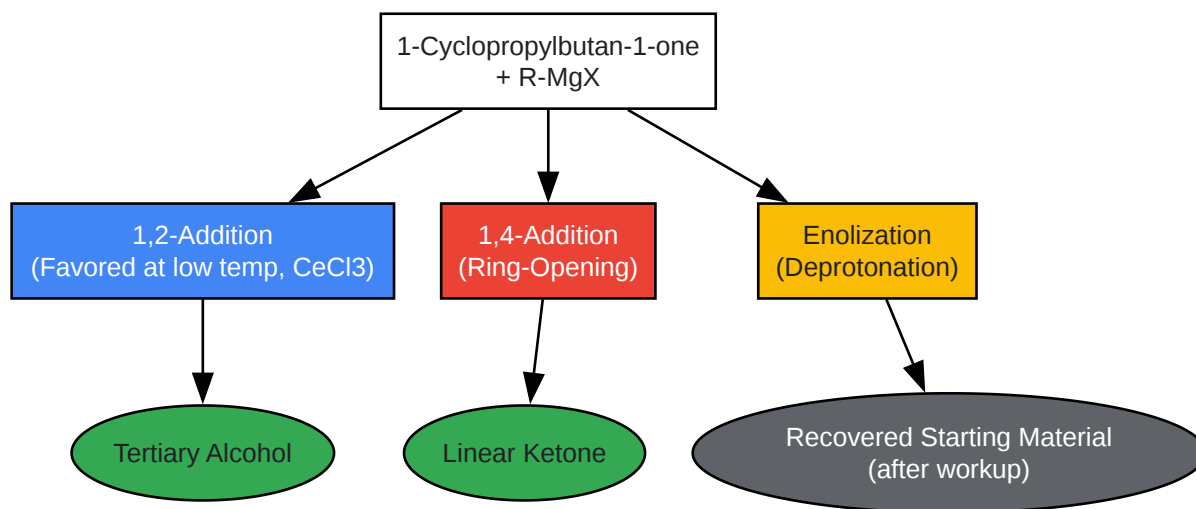 1-Cyclopropylbutan-1-one
+ R-MgX
1,2-Addition
(Favored at low temp, CeCl3)
1,4-Addition
(Ring-Opening)
Enolization
(Deprotonation)
Tertiary Alcohol
Linear Ketone
Recovered Starting Material
(after workup)